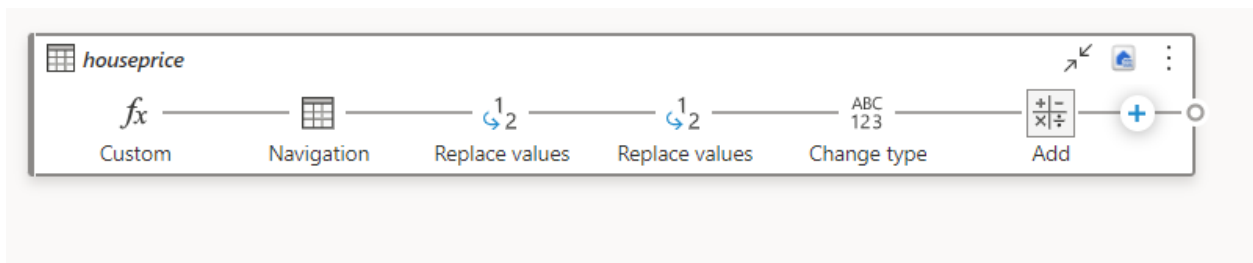 houseprice
fx
1
2
1
2
ABC
123
Custom
Navigation
Replace values
Replace values
Change type
Add